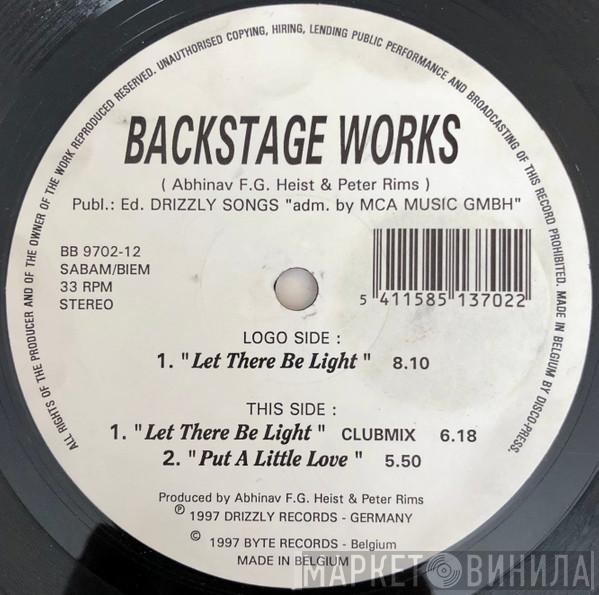 ALL RIGHTS OF THE PRODUCER AND OF THE OWNER OF THE WORK REPRODUCED RESERVED. UNAUTHORISED COPYING, HIRING, LENDING PUBLIC PERFORMANCE AND BROADCASTING OF THIS RECORD PROHIBITED. MADE IN BELGIUM BY DISCO-PRESS.
BACKSTAGE WORKS
( Abhinav F.G. Heist & Peter Rims )
Publ.: Ed. DRIZZLY SONGS "adm. by MCA MUSIC GMBH"
BB 9702-12
SABAM/BIEM
33 RPM
STEREO
5 411585 137022
LOGO SIDE :
1. "Let There Be Light" 8.10
THIS SIDE :
1. "Let There Be Light" CLUBMIX 6.18
2. "Put A Little Love" 5.50
Produced by Abhinav F.G. Heist & Peter Rims
℗ 1997 DRIZZLY RECORDS - GERMANY
© 1997 BYTE RECORDS - Belgium
MADE IN BELGIUM
МАРКЕТ ВИНИЛА